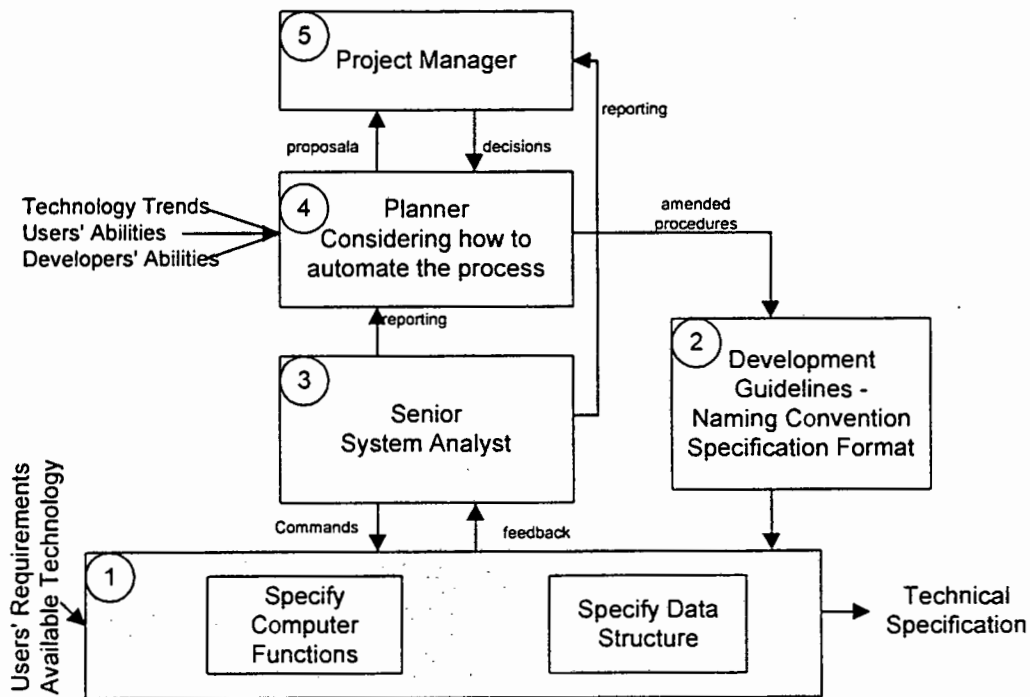 5
Project Manager
reporting
proposala
decisions
Technology Trends
Users' Abilities
Developers' Abilities
4
Planner
Considering how to
automate the process
amended
procedures
reporting
2
Development
Guidelines -
Naming Convention
Specification Format
3
Senior
System Analyst
Commands
feedback
Users' Requirements
Available Technology
1
Specify
Computer
Functions
Specify Data
Structure
Technical
Specification